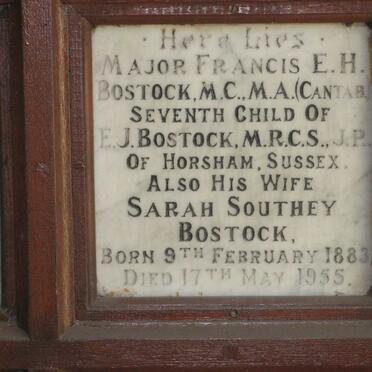 · Here Lies ·
MAJOR FRANCIS E.H.
BOSTOCK, M.C., M.A. (CANTAB.)
SEVENTH CHILD OF
E.J. BOSTOCK, M.R.C.S., J.P.
OF HORSHAM, SUSSEX.
ALSO HIS WIFE
SARAH SOUTHEY
BOSTOCK,
BORN 9TH FEBRUARY 1883,
DIED 17TH MAY 1955.